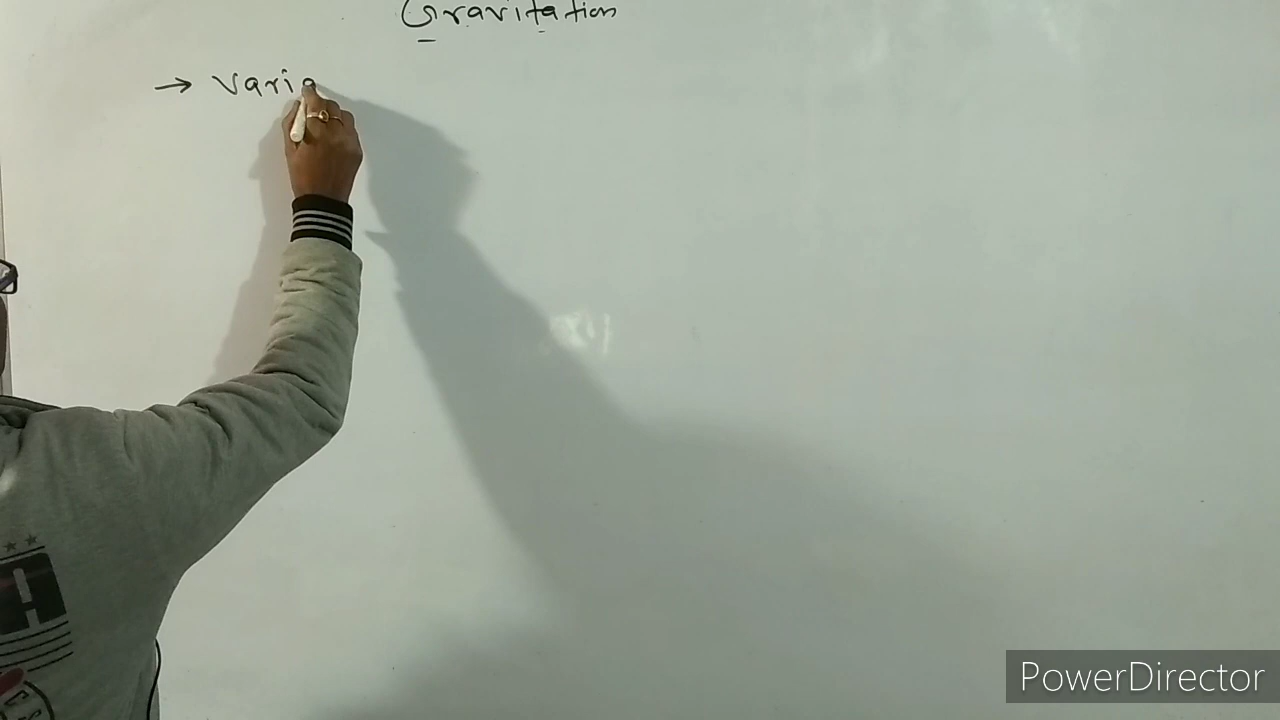 Gravitation
→ Varia
H
PowerDirector